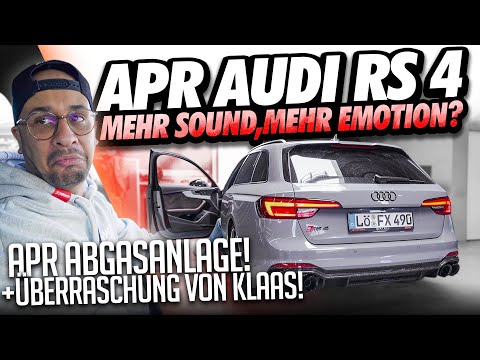 APR AUDI RS 4
MEHR SOUND, MEHR EMOTION?
LÖ FX 490
APR ABGASANLAGE!
+ÜBERRASCHUNG VON KLAAS!